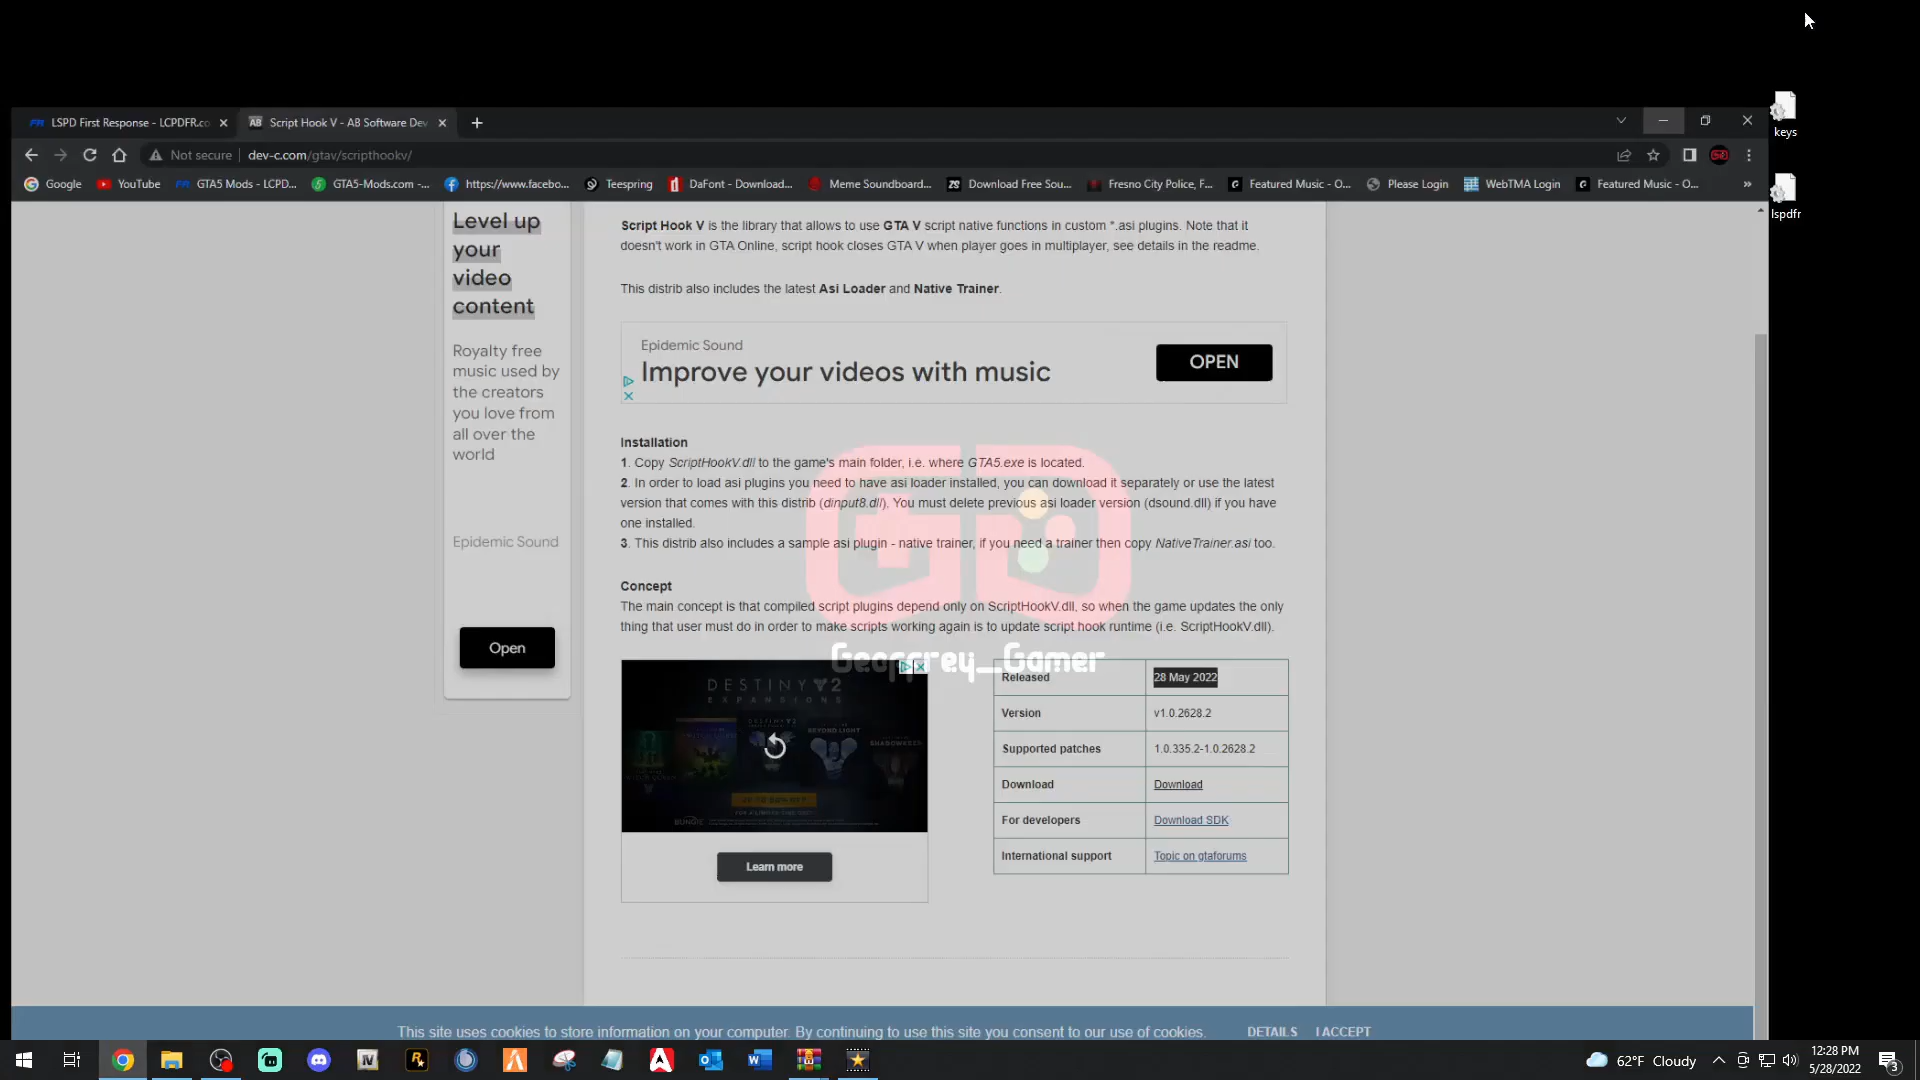 keys
lspdfr
LSPD First Response - LCPDFR.co
Script Hook V - AB Software Dev
Not secure
dev-c.com/gtav/scripthookv/
Google
YouTube
GTA5 Mods - LCPD...
GTA5-Mods.com -...
https://www.facebo...
Teespring
DaFont - Download...
Meme Soundboard...
Download Free Sou...
Fresno City Police, F...
Featured Music - O...
Please Login
WebTMA Login
Featured Music - O...
Level up
your
video
content
Royalty free
music used by
the creators
you love from
all over the
world
Epidemic Sound
Open
Script Hook V is the library that allows to use GTA V script native functions in custom *.asi plugins. Note that it
doesn't work in GTA Online, script hook closes GTA V when player goes in multiplayer, see details in the readme.
This distrib also includes the latest Asi Loader and Native Trainer.
Epidemic Sound
Improve your videos with music
OPEN
Installation
1. Copy ScriptHookV.dll to the game's main folder, i.e. where GTA5.exe is located.
2. In order to load asi plugins you need to have asi loader installed, you can download it separately or use the latest
version that comes with this distrib (dinput8.dll). You must delete previous asi loader version (dsound.dll) if you have
one installed.
3. This distrib also includes a sample asi plugin - native trainer, if you need a trainer then copy NativeTrainer.asi too.
Concept
The main concept is that compiled script plugins depend only on ScriptHookV.dll, so when the game updates the only
thing that user must do in order to make scripts working again is to update script hook runtime (i.e. ScriptHookV.dll).
Geoffrey_Gamer
DESTINY 2
EXPANSIONS
BEYOND LIGHT
BUNGIE
Learn more
Released 28 May 2022
Version v1.0.2628.2
Supported patches 1.0.335.2-1.0.2628.2
Download Download
For developers Download SDK
International support Topic on gtaforums
This site uses cookies to store information on your computer. By continuing to use this site you consent to our use of cookies.
DETAILS
I ACCEPT
62°F Cloudy
12:28 PM
5/28/2022
3